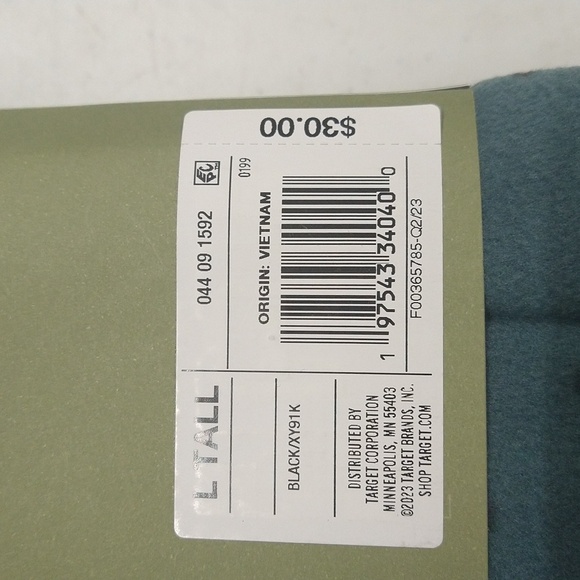 $30.00
ECPC
0199
044 09 1592
ORIGIN: VIETNAM
1 97543 34040 0
F00365785-Q2/23
L TALL
BLACK/XY91K
DISTRIBUTED BY
TARGET CORPORATION
MINNEAPOLIS, MN 55403
©2023 TARGET BRANDS, INC.
SHOP TARGET.COM